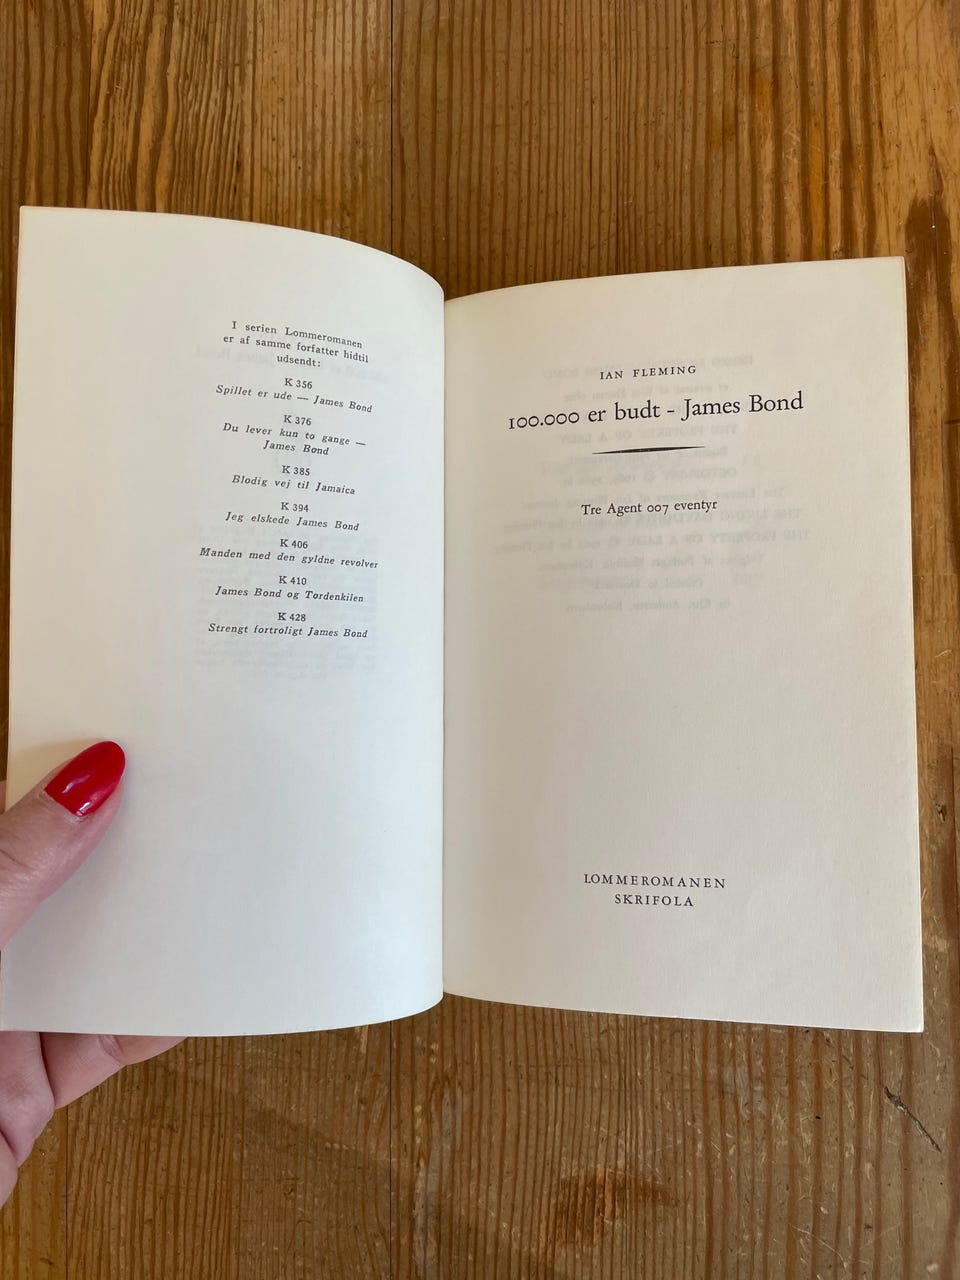 I serien Lommeromanen
er af samme forfatter hidtil
udsendt:
K 356
Spillet er ude — James Bond
K 376
Du lever kun to gange —
James Bond
K 385
Blodig vej til Jamaica
K 394
Jeg elskede James Bond
K 406
Manden med den gyldne revolver
K 410
James Bond og Tordenkilen
K 428
Strengt fortroligt James Bond
IAN FLEMING
100.000 er budt - James Bond
Tre Agent 007 eventyr
LOMMEROMANEN
SKRIFOLA